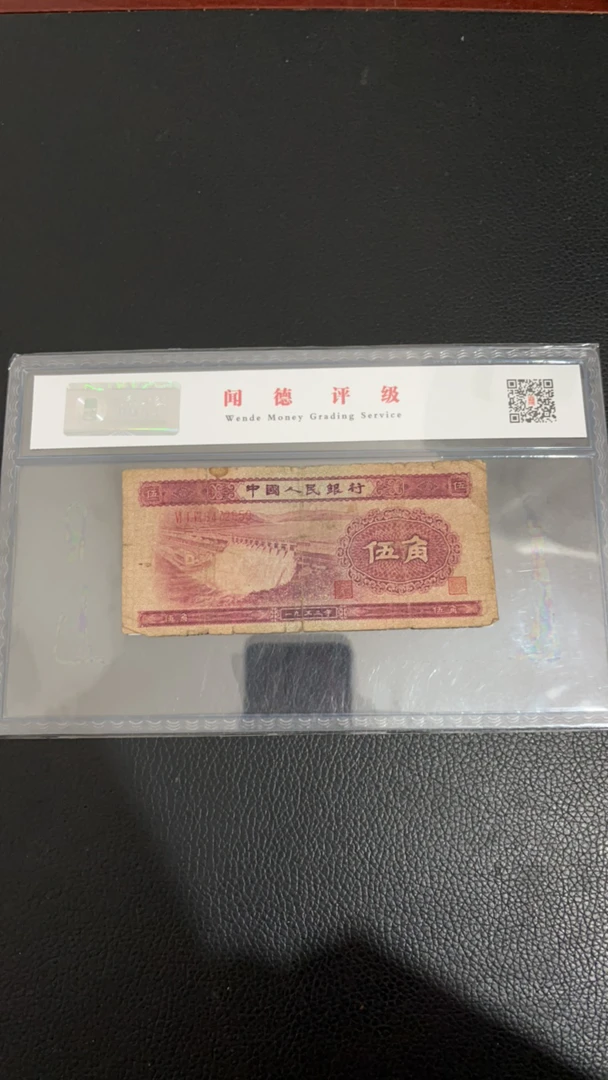 闻德 评级
Wende Money Grading Service
中國人民銀行
伍角
一九五三年